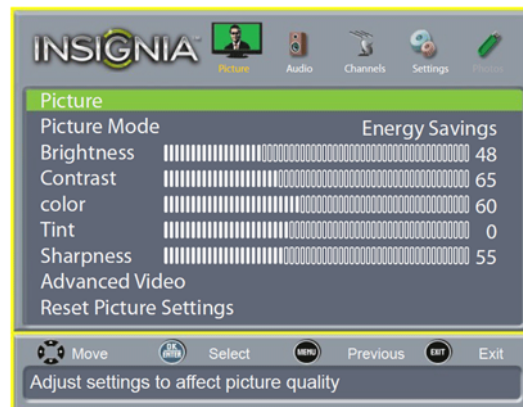 INSIGNIA
Picture Audio Channels Settings Photos
Picture
Picture Mode Energy Savings
Brightness 48
Contrast 65
color 60
Tint 0
Sharpness 55
Advanced Video
Reset Picture Settings
Move OK ENTER Select MENU Previous EXIT Exit
Adjust settings to affect picture quality